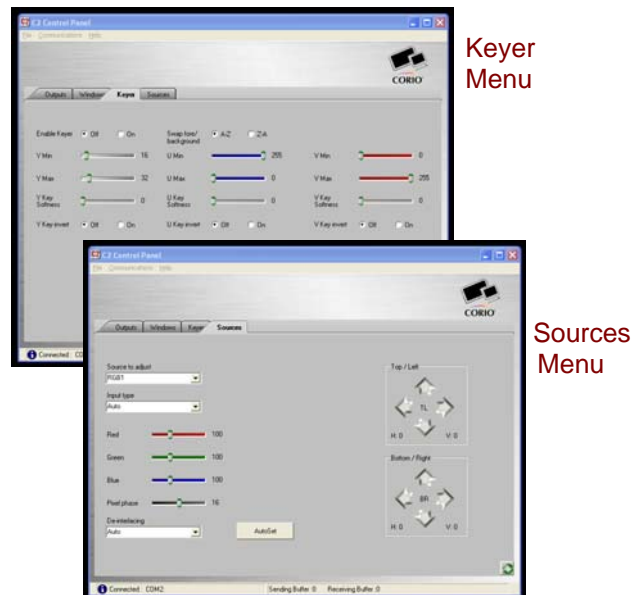 C2 Control Panel
File Communications Help
CORIO
Keyer
Menu
Outputs Windows Keyer Sources
Enable Keyer Off On Swap fore/ background A-Z Z-A
Y Min 16 U Min 255 V Min 0
Y Max 32 U Max 0 V Max 255
Y Key Softness 0 U Key Softness 0 V Key Softness 0
Y Key invert Off On U Key invert Off On Off On
Connected : CO
C2 Control Panel
File Communications Help
CORIO
Outputs Windows Keyer Sources
Sources
Menu
Source to adjust
RGB1
Input type
Auto
Red 100
Green 100
Blue 100
Pixel phase 16
De-interlacing
Auto
AutoSet
Top / Left
TL
H: 0 V: 0
Bottom / Right
BR
H: 0 V: 0
Connected : COM2 Sending Buffer :0 Receiving Buffer :0